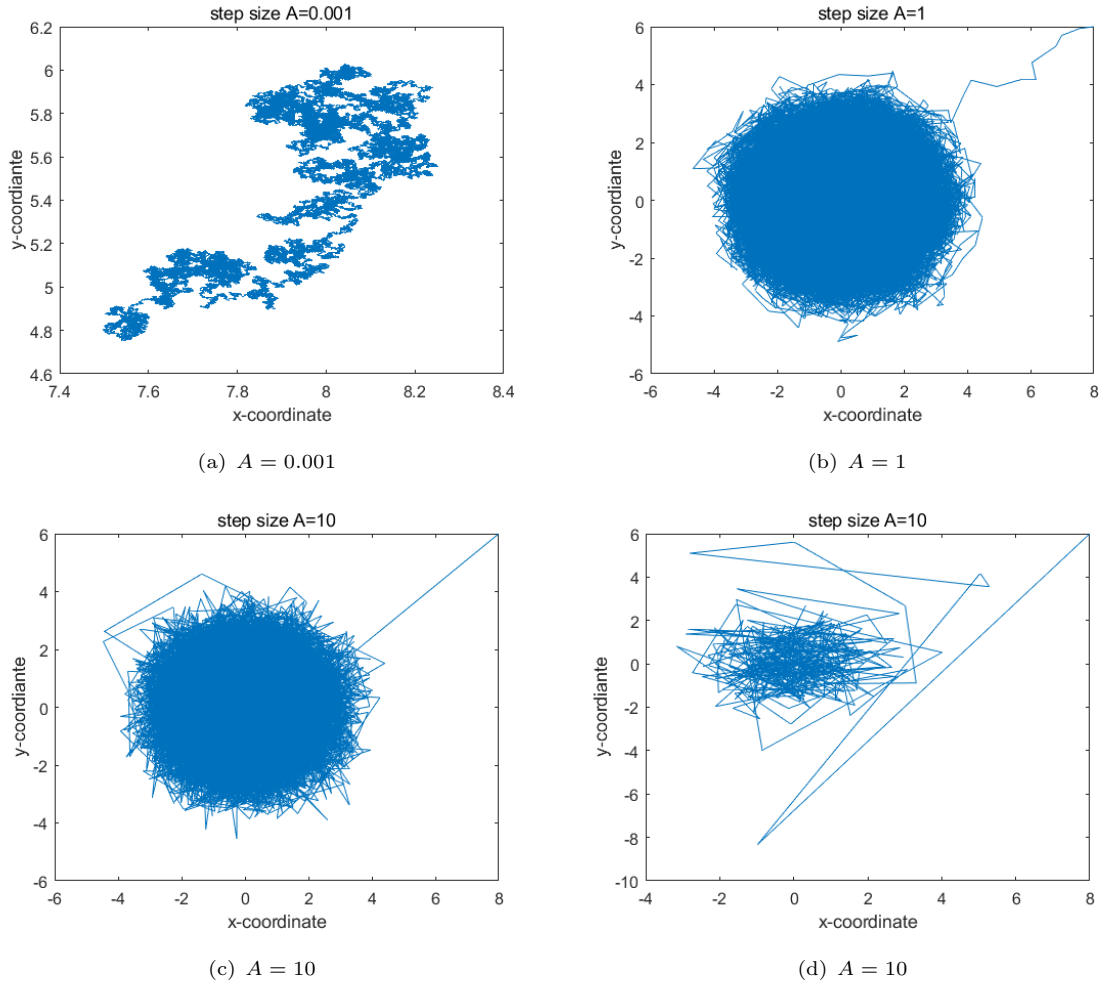 step size A=0.001
6.2
6
5.8
5.6
5.4
5.2
5
4.8
4.6
y-coordiante
7.4 7.6 7.8 8 8.2 8.4
x-coordinate
(a) A = 0.001
step size A=1
6
4
2
0
-2
-4
-6
y-coordiante
-6 -4 -2 0 2 4 6 8
x-coordinate
(b) A = 1
step size A=10
6
4
2
0
-2
-4
-6
y-coordiante
-6 -4 -2 0 2 4 6 8
x-coordinate
(c) A = 10
step size A=10
6
4
2
0
-2
-4
-6
-8
-10
y-coordiante
-4 -2 0 2 4 6 8
x-coordinate
(d) A = 10